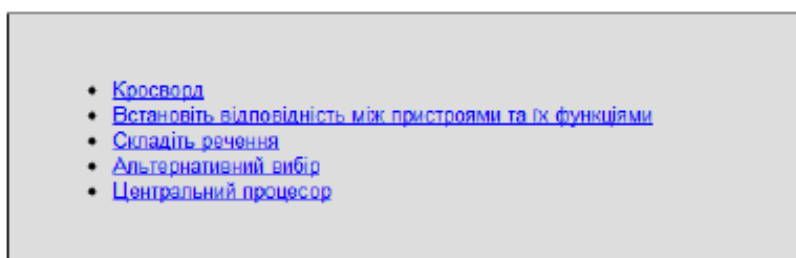 Кросворд
Встановіть відповідність між пристроями та їх функціями
Складіть речення
Альтернативний вибір
Центральний процесор